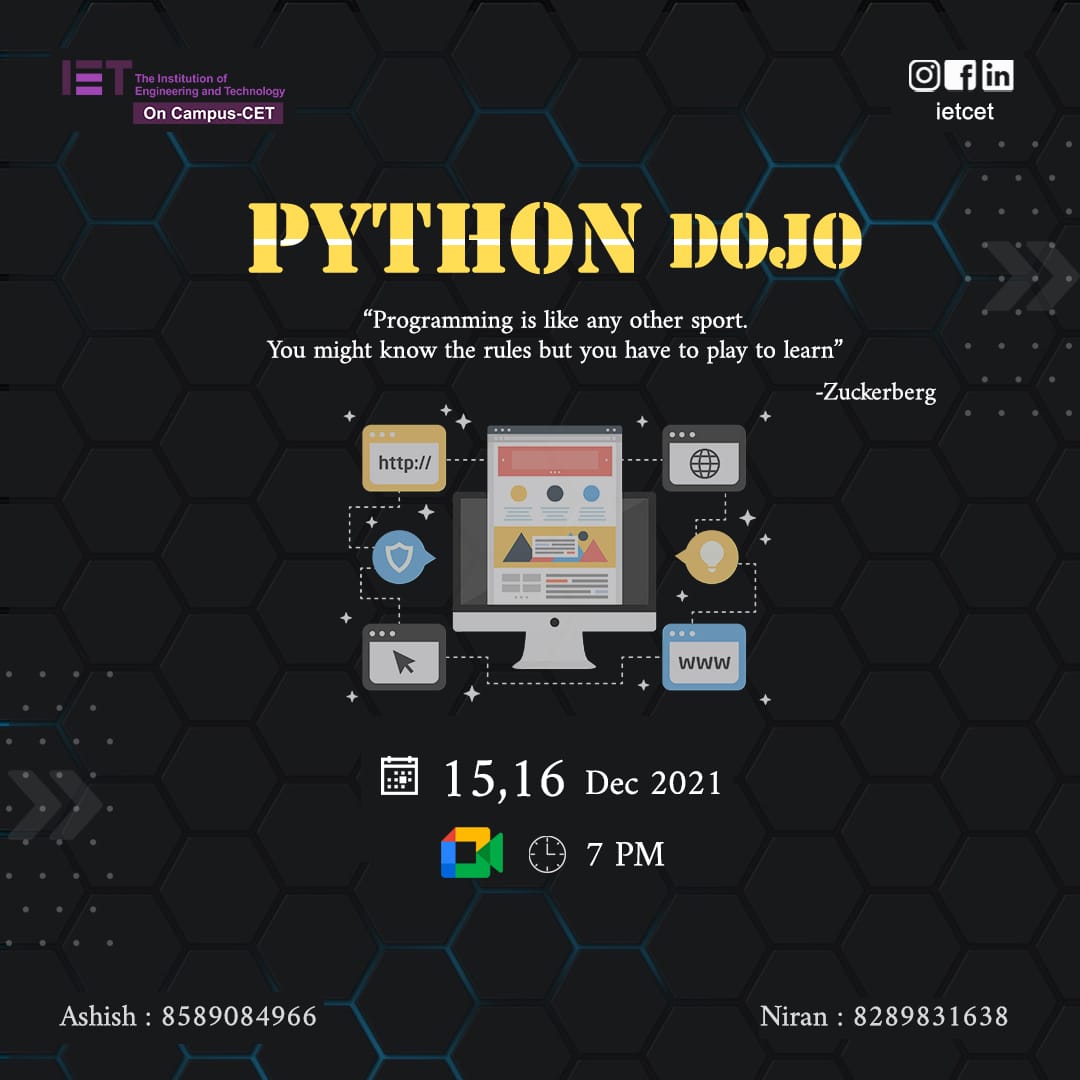 IET
The Institution of
Engineering and Technology
On Campus-CET
ietcet
PYTHON DOJO
“Programming is like any other sport.
You might know the rules but you have to play to learn”
-Zuckerberg
http://
www
15,16 Dec 2021
7 PM
Ashish : 8589084966
Niran : 8289831638